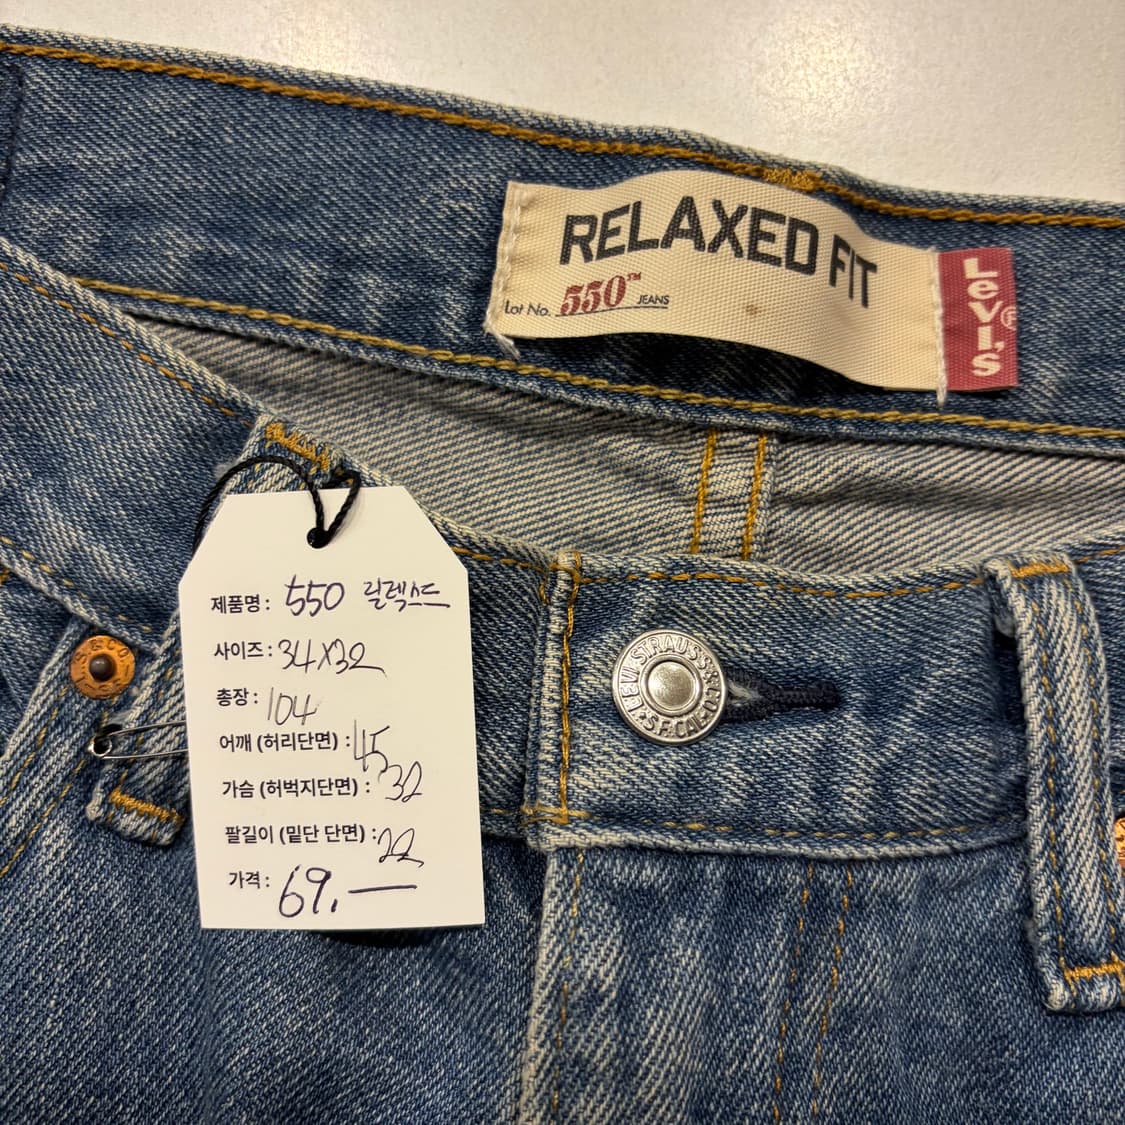 RELAXED FIT
Lot No. 550™ JEANS
Levi's®
제품명: 550 릴렉스드
사이즈: 34x32
총장: 104
어깨 (허리단면) : 45
가슴 (허벅지단면) : 32
팔길이 (밑단 단면) : 22
가격: 69.—
LEVI STRAUSS & CO. S.F. CAL.
S. & CO.